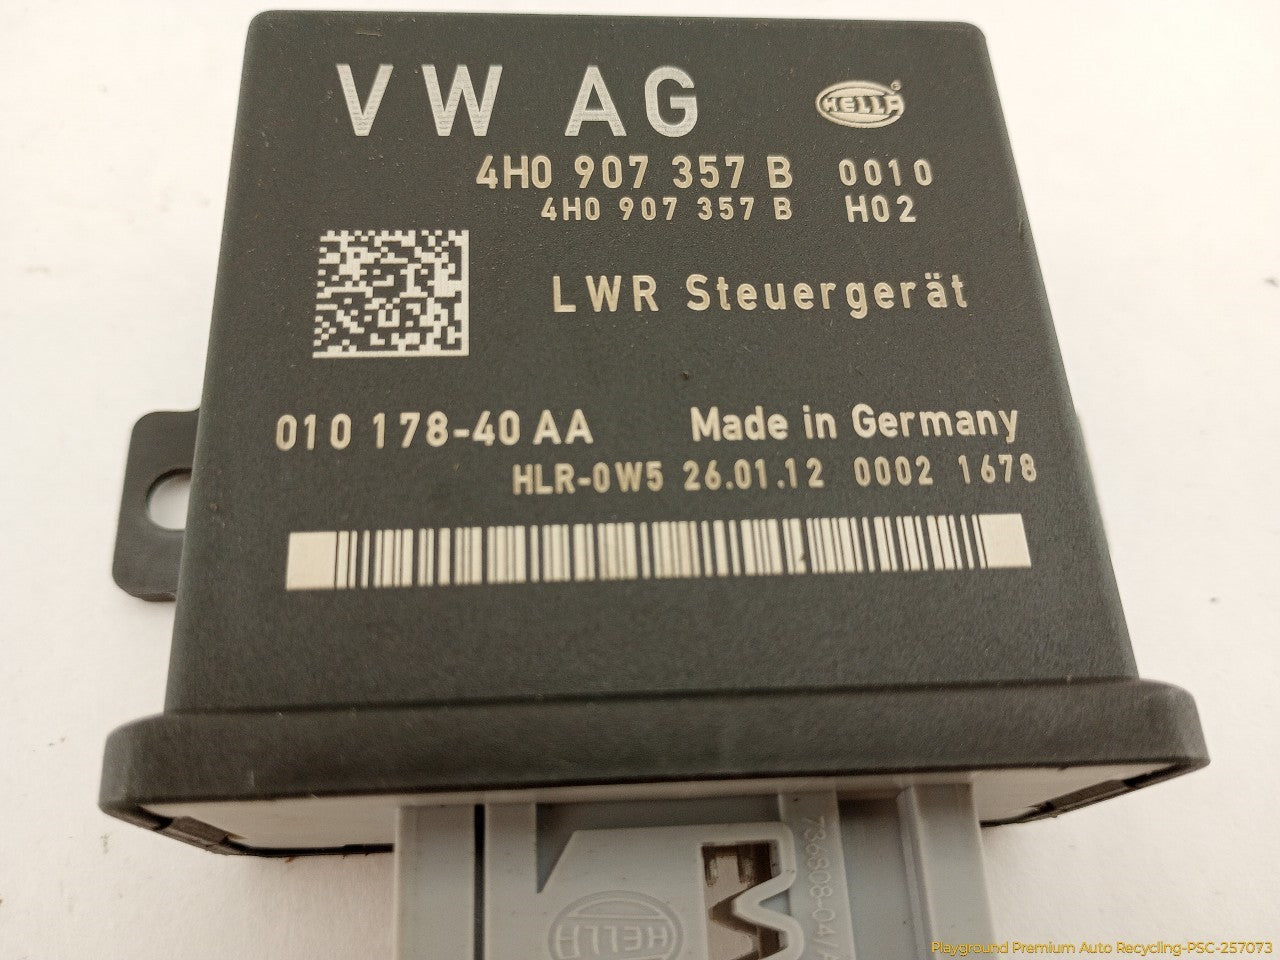 VW AG
HELLA
4H0 907 357 B 0010
4H0 907 357 B H02
LWR Steuergerät
010 178-40 AA Made in Germany
HLR-0W5 26.01.12 0002 1678
HELLA
Playground Premium Auto Recycling-PSC-257073